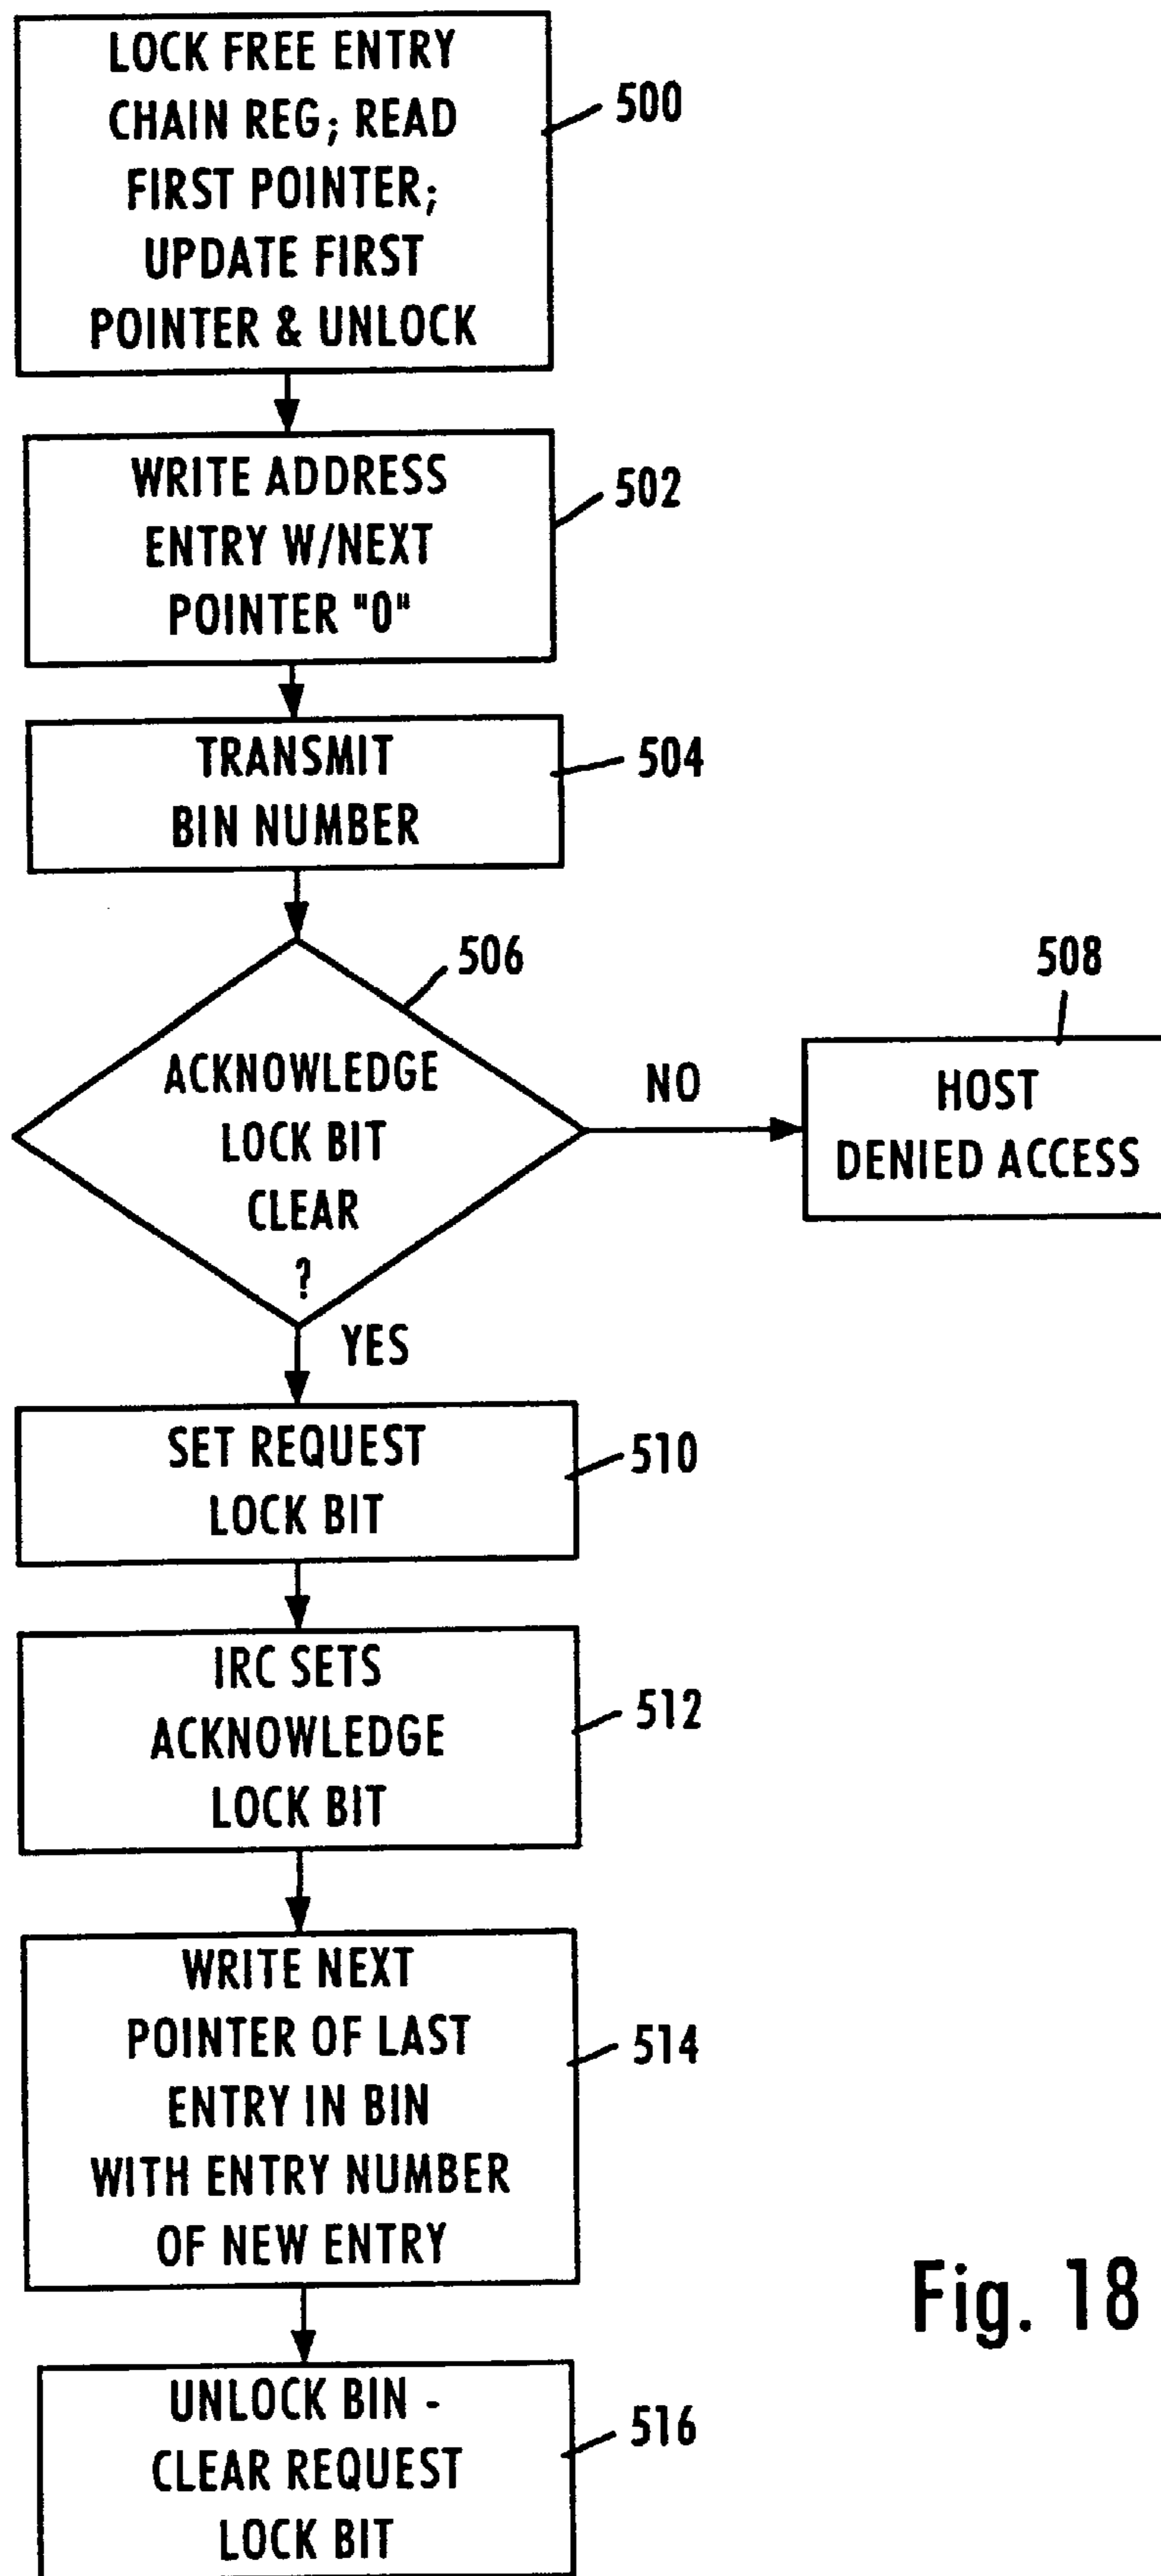 LOCK FREE ENTRY
CHAIN REG; READ
FIRST POINTER;
UPDATE FIRST
POINTER & UNLOCK
500
WRITE ADDRESS
ENTRY W/NEXT
POINTER "0"
502
TRANSMIT
BIN NUMBER
504
506
ACKNOWLEDGE
LOCK BIT
CLEAR
?
NO
508
HOST
DENIED ACCESS
YES
SET REQUEST
LOCK BIT
510
IRC SETS
ACKNOWLEDGE
LOCK BIT
512
WRITE NEXT
POINTER OF LAST
ENTRY IN BIN
WITH ENTRY NUMBER
OF NEW ENTRY
514
UNLOCK BIN -
CLEAR REQUEST
LOCK BIT
516
Fig. 18